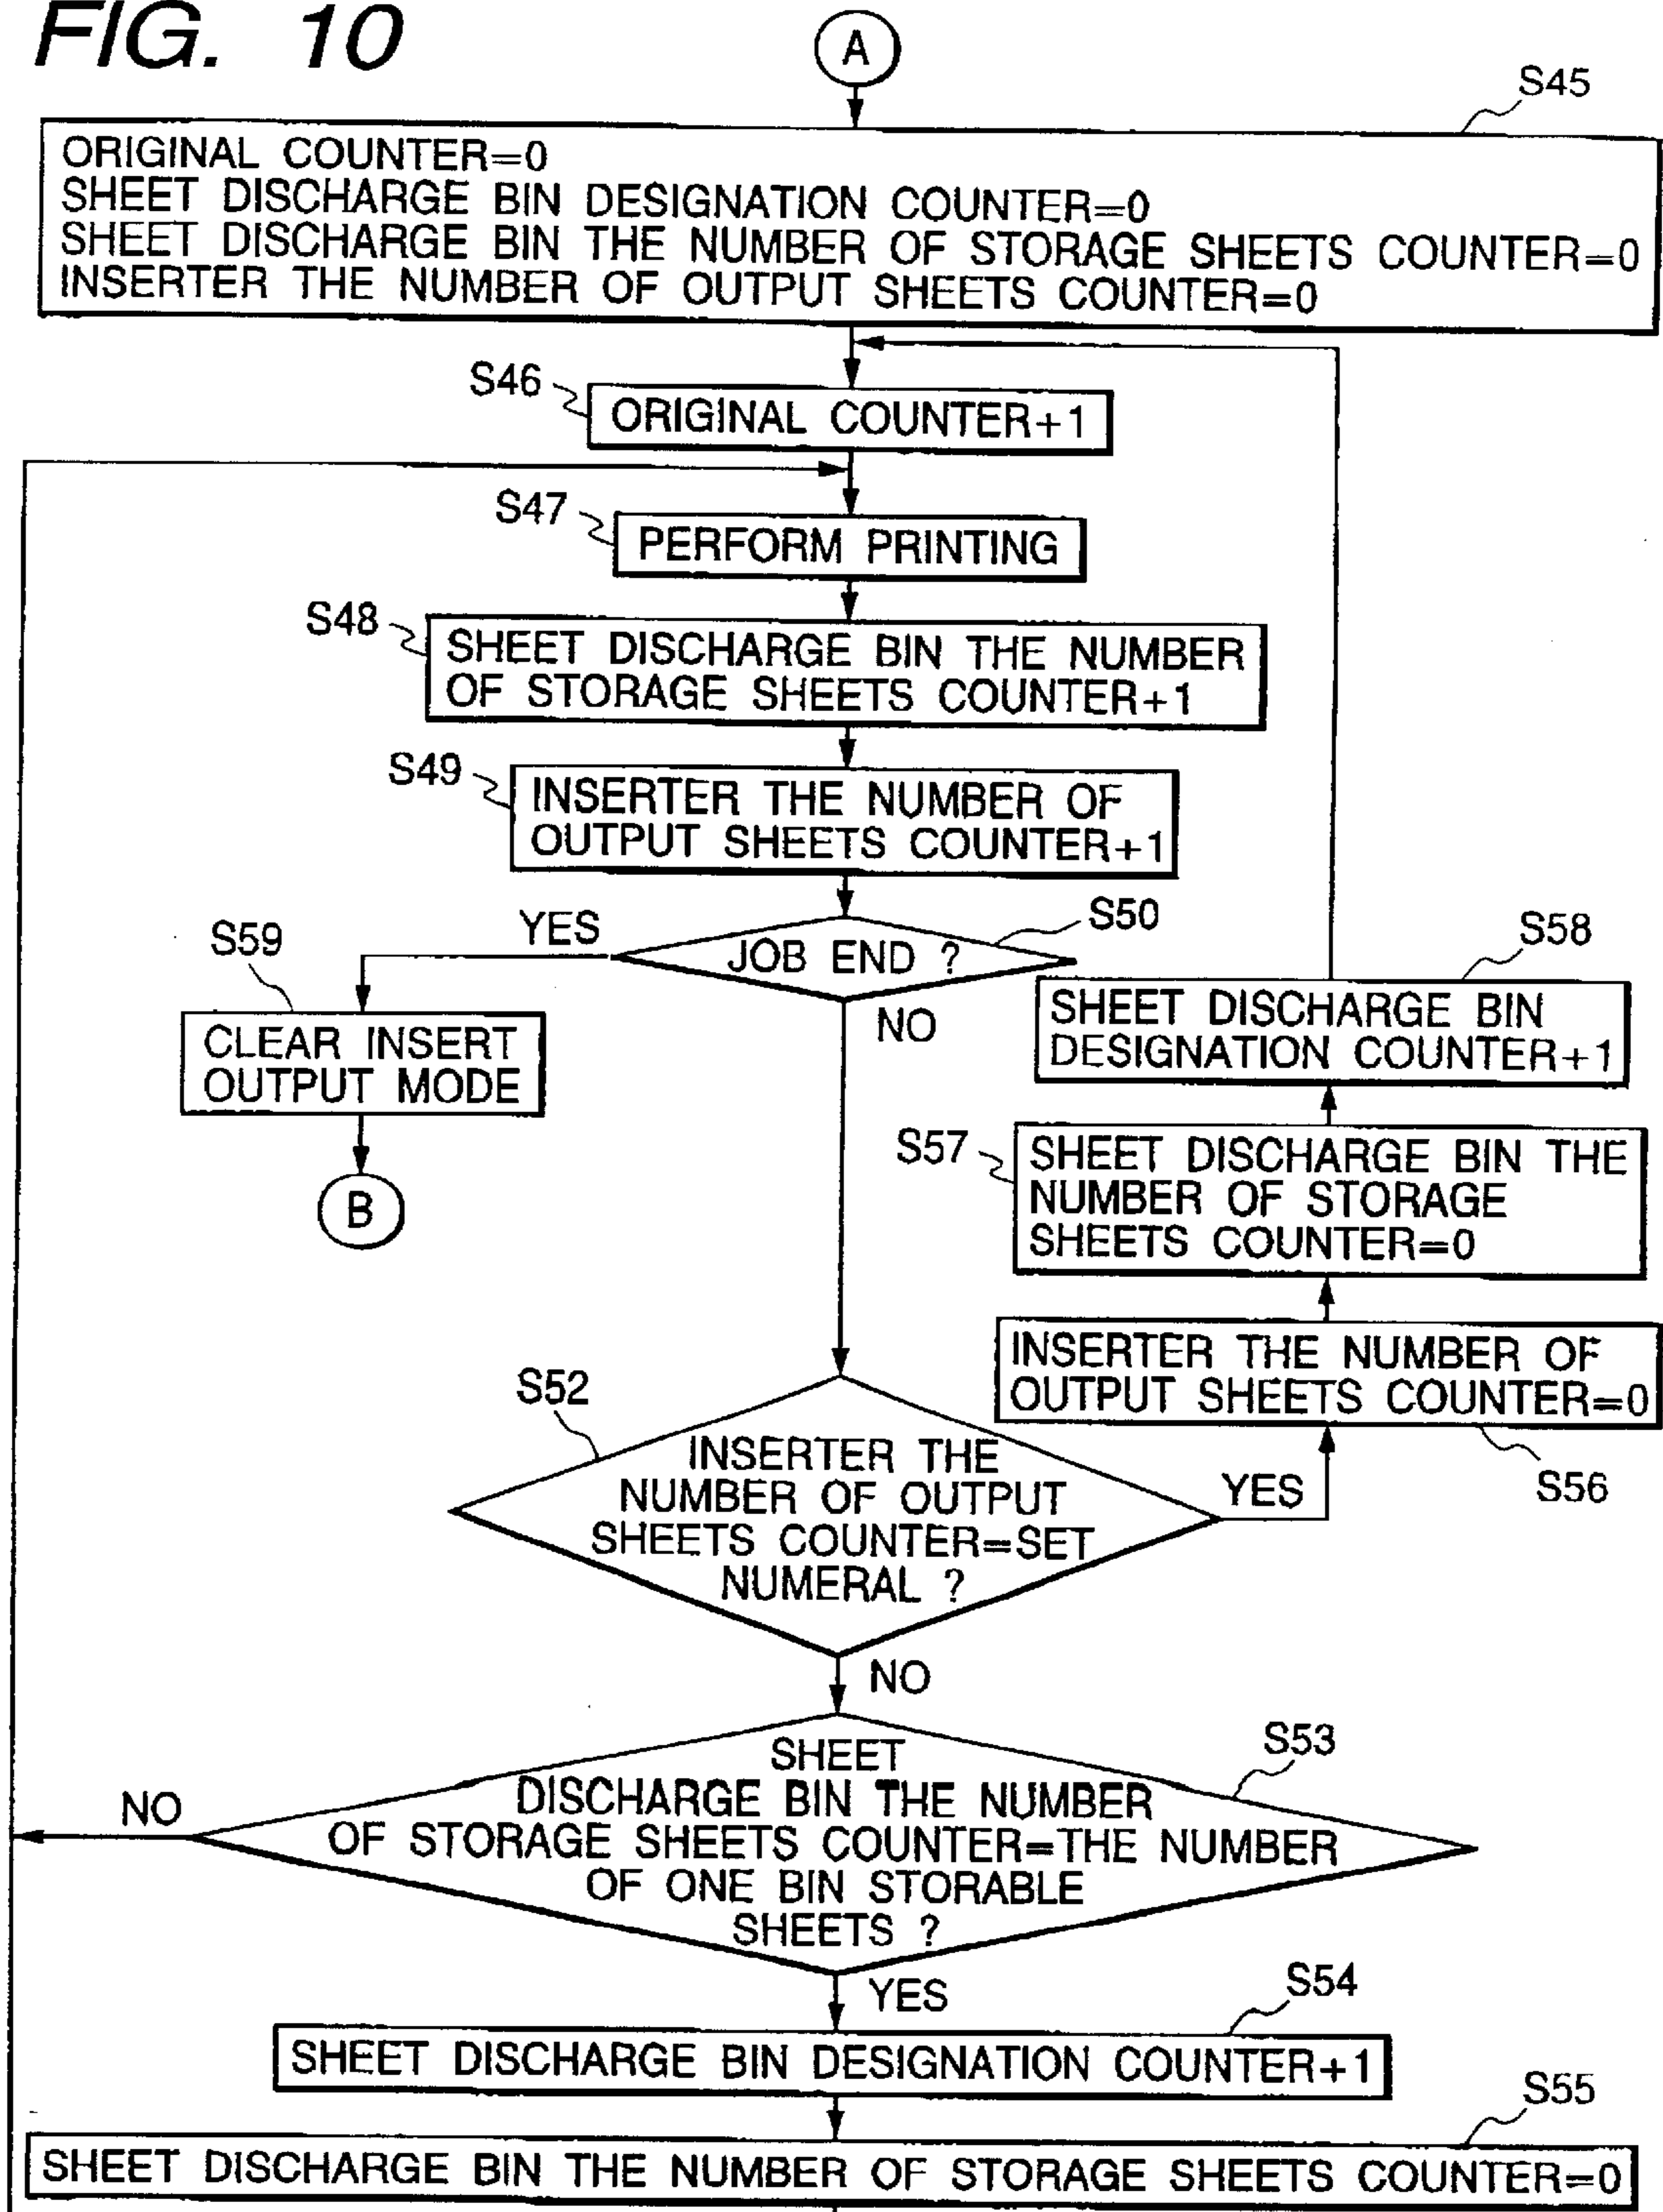 FIG. 10
A
S45
ORIGINAL COUNTER=0
SHEET DISCHARGE BIN DESIGNATION COUNTER=0
SHEET DISCHARGE BIN THE NUMBER OF STORAGE SHEETS COUNTER=0
INSERTER THE NUMBER OF OUTPUT SHEETS COUNTER=0
S46
ORIGINAL COUNTER+1
S47
PERFORM PRINTING
S48
SHEET DISCHARGE BIN THE NUMBER
OF STORAGE SHEETS COUNTER+1
S49
INSERTER THE NUMBER OF
OUTPUT SHEETS COUNTER+1
S50
JOB END ?
YES
NO
S59
CLEAR INSERT
OUTPUT MODE
B
S58
SHEET DISCHARGE BIN
DESIGNATION COUNTER+1
S57
SHEET DISCHARGE BIN THE
NUMBER OF STORAGE
SHEETS COUNTER=0
INSERTER THE NUMBER OF
OUTPUT SHEETS COUNTER=0
S56
S52
INSERTER THE
NUMBER OF OUTPUT
SHEETS COUNTER=SET
NUMERAL ?
YES
NO
S53
SHEET
DISCHARGE BIN THE NUMBER
OF STORAGE SHEETS COUNTER=THE NUMBER
OF ONE BIN STORABLE
SHEETS ?
NO
YES
S54
SHEET DISCHARGE BIN DESIGNATION COUNTER+1
S55
SHEET DISCHARGE BIN THE NUMBER OF STORAGE SHEETS COUNTER=0